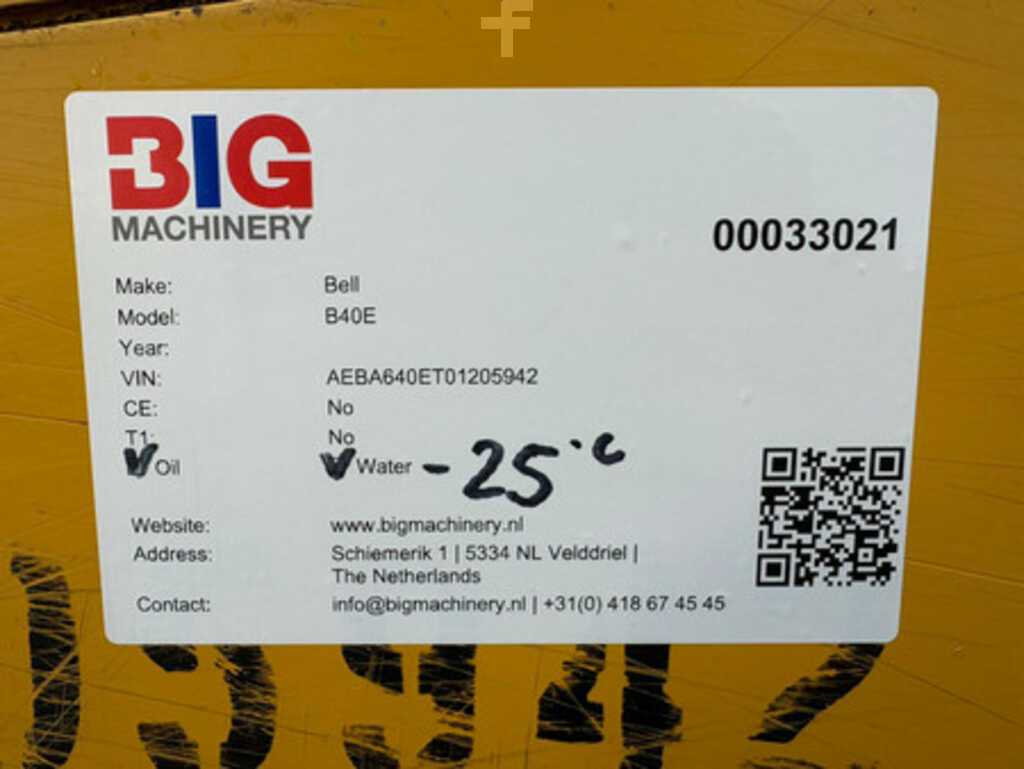 f
BIG
MACHINERY
00033021
Make: Bell
Model: B40E
Year:
VIN: AEBA640ET01205942
CE: No
T1: No
Oil Water -25°C
Website: www.bigmachinery.nl
Address: Schiemerik 1 | 5334 NL Velddriel |
The Netherlands
Contact: info@bigmachinery.nl | +31(0) 418 67 45 45
05942